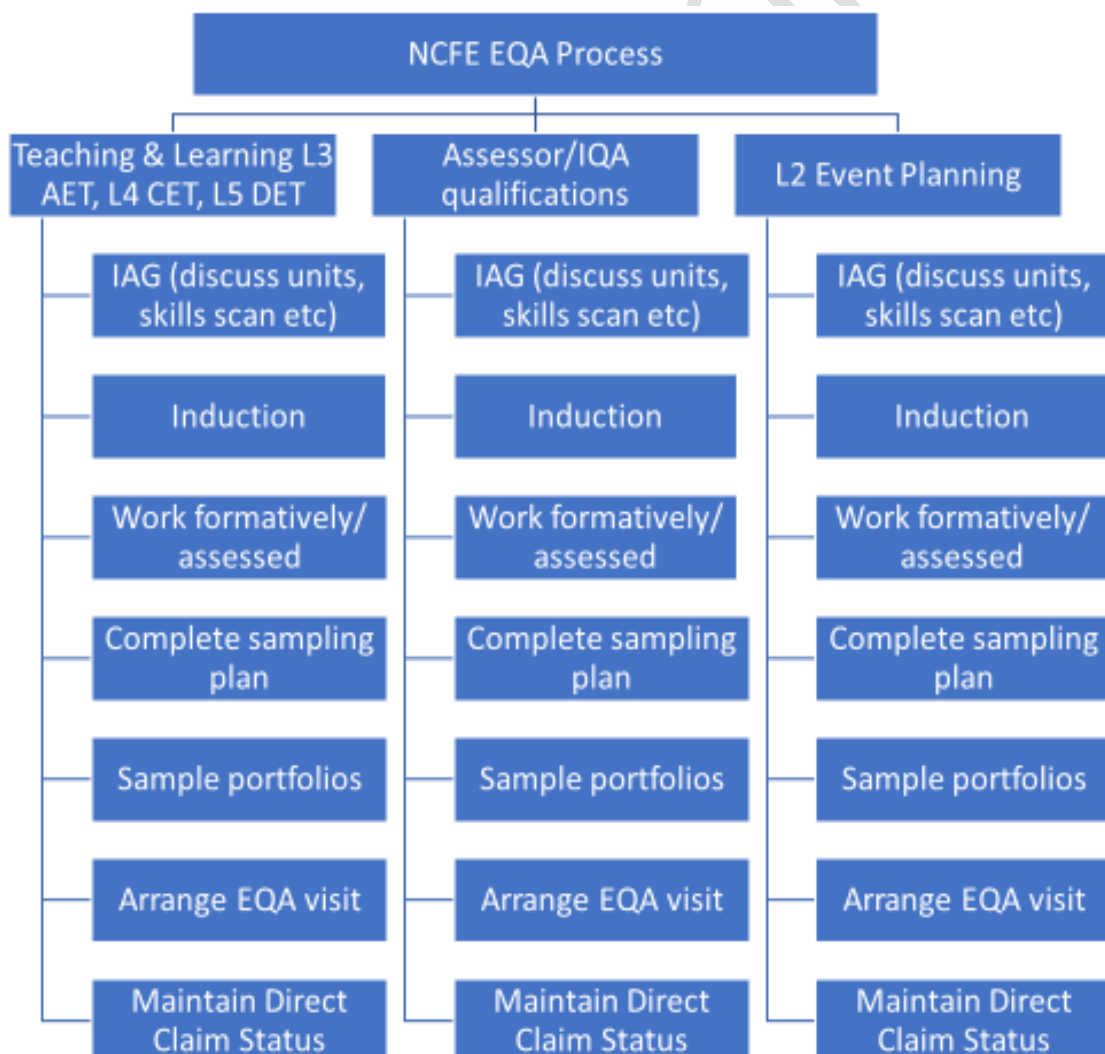 NCFE EQA Process
Teaching & Learning L3
AET, L4 CET, L5 DET
Assessor/IQA
qualifications
L2 Event Planning
IAG (discuss units,
skills scan etc)
IAG (discuss units,
skills scan etc)
IAG (discuss units,
skills scan etc)
Induction
Induction
Induction
Work formatively/
assessed
Work formatively/
assessed
Work formatively/
assessed
Complete sampling
plan
Complete sampling
plan
Complete sampling
plan
Sample portfolios
Sample portfolios
Sample portfolios
Arrange EQA visit
Arrange EQA visit
Arrange EQA visit
Maintain Direct
Claim Status
Maintain Direct
Claim Status
Maintain Direct
Claim Status